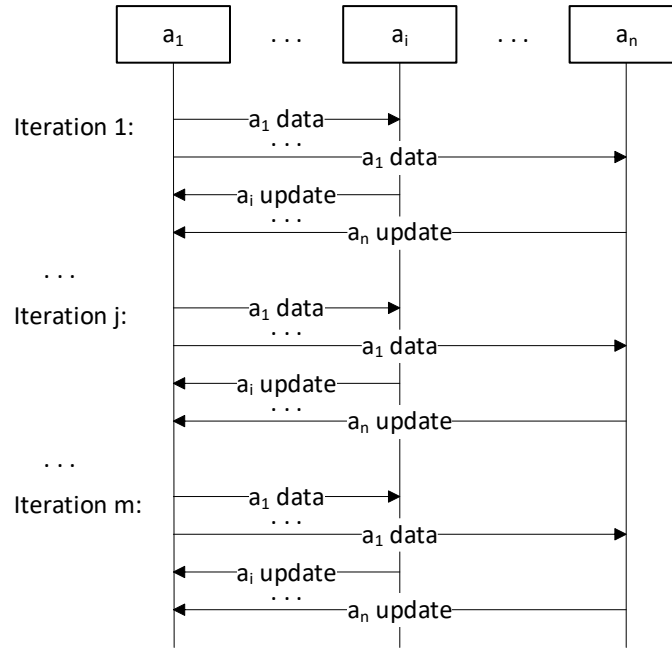 a₁ . . . aᵢ . . . aₙ
Iteration 1:
a₁ data
. . .
a₁ data
aᵢ update
. . .
aₙ update
. . .
Iteration j:
a₁ data
. . .
a₁ data
aᵢ update
. . .
aₙ update
. . .
Iteration m:
a₁ data
. . .
a₁ data
aᵢ update
. . .
aₙ update